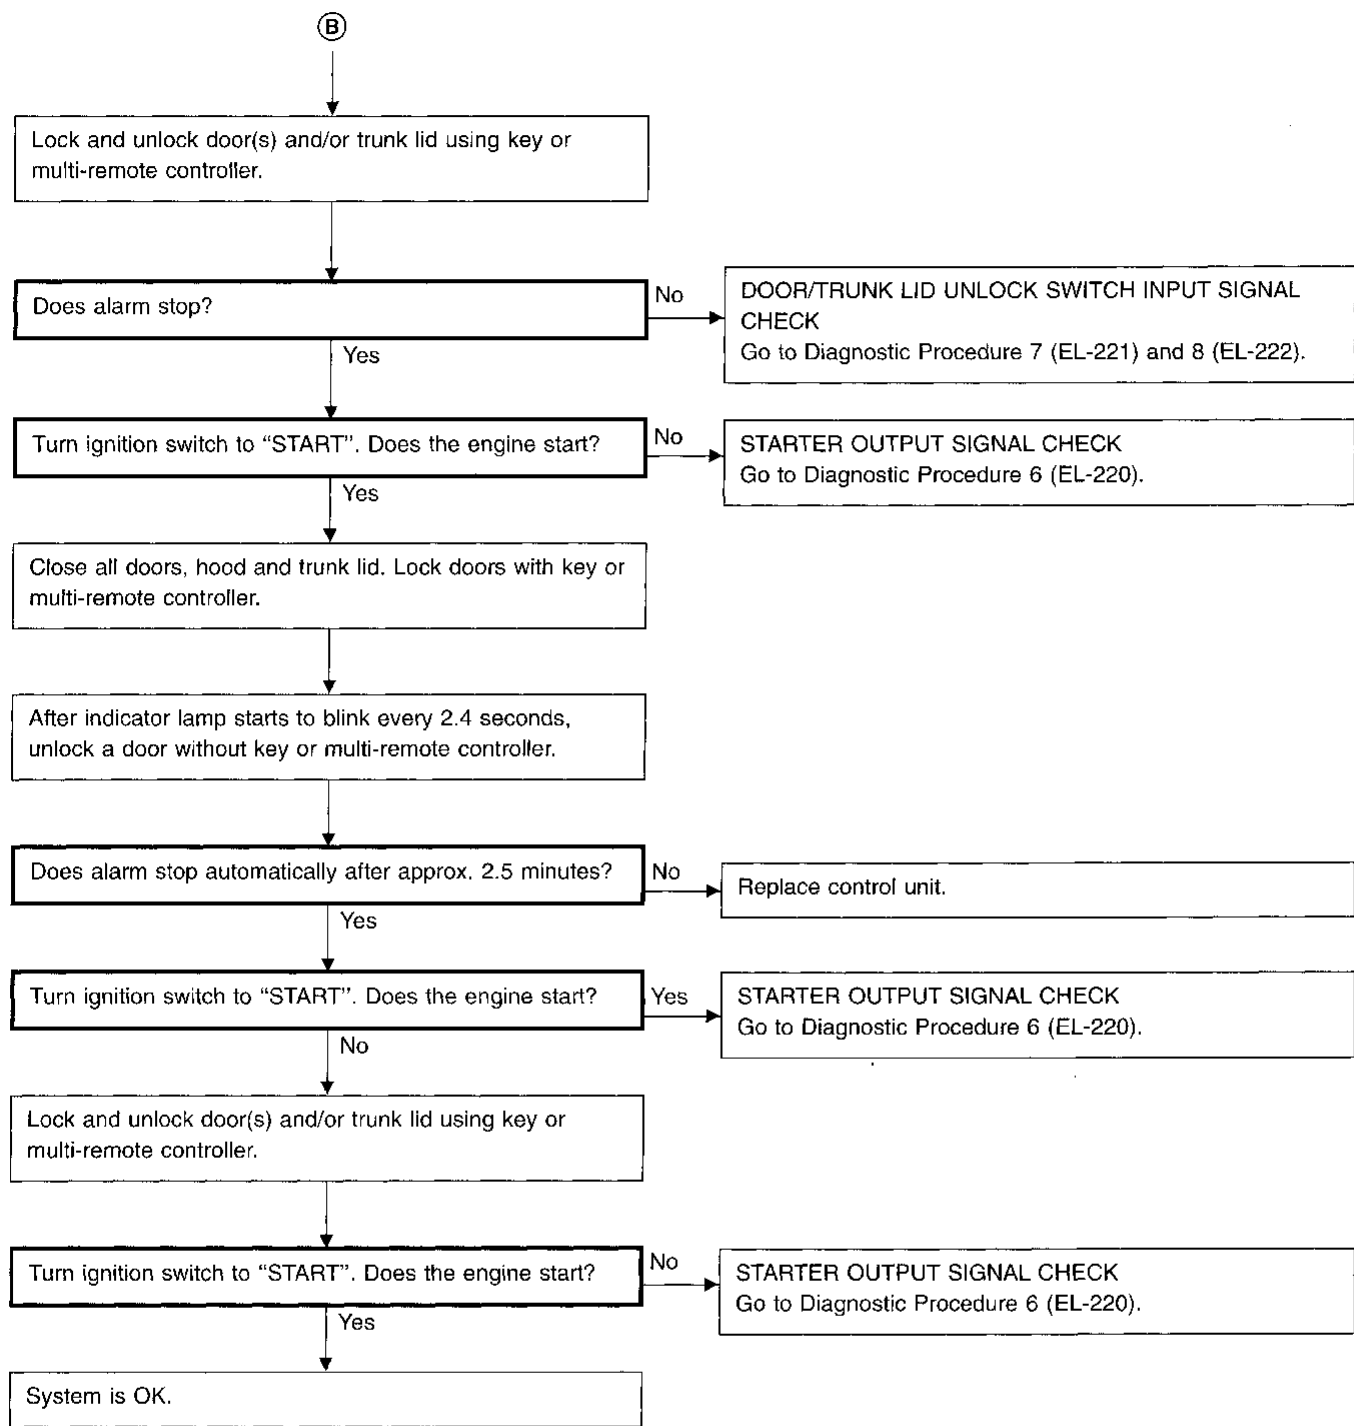 B
Lock and unlock door(s) and/or trunk lid using key or
multi-remote controller.
Does alarm stop?
No
DOOR/TRUNK LID UNLOCK SWITCH INPUT SIGNAL
CHECK
Go to Diagnostic Procedure 7 (EL-221) and 8 (EL-222).
Yes
Turn ignition switch to “START”. Does the engine start?
No
STARTER OUTPUT SIGNAL CHECK
Go to Diagnostic Procedure 6 (EL-220).
Yes
Close all doors, hood and trunk lid. Lock doors with key or
multi-remote controller.
After indicator lamp starts to blink every 2.4 seconds,
unlock a door without key or multi-remote controller.
Does alarm stop automatically after approx. 2.5 minutes?
No
Replace control unit.
Yes
Turn ignition switch to “START”. Does the engine start?
Yes
STARTER OUTPUT SIGNAL CHECK
Go to Diagnostic Procedure 6 (EL-220).
No
Lock and unlock door(s) and/or trunk lid using key or
multi-remote controller.
Turn ignition switch to “START”. Does the engine start?
No
STARTER OUTPUT SIGNAL CHECK
Go to Diagnostic Procedure 6 (EL-220).
Yes
System is OK.